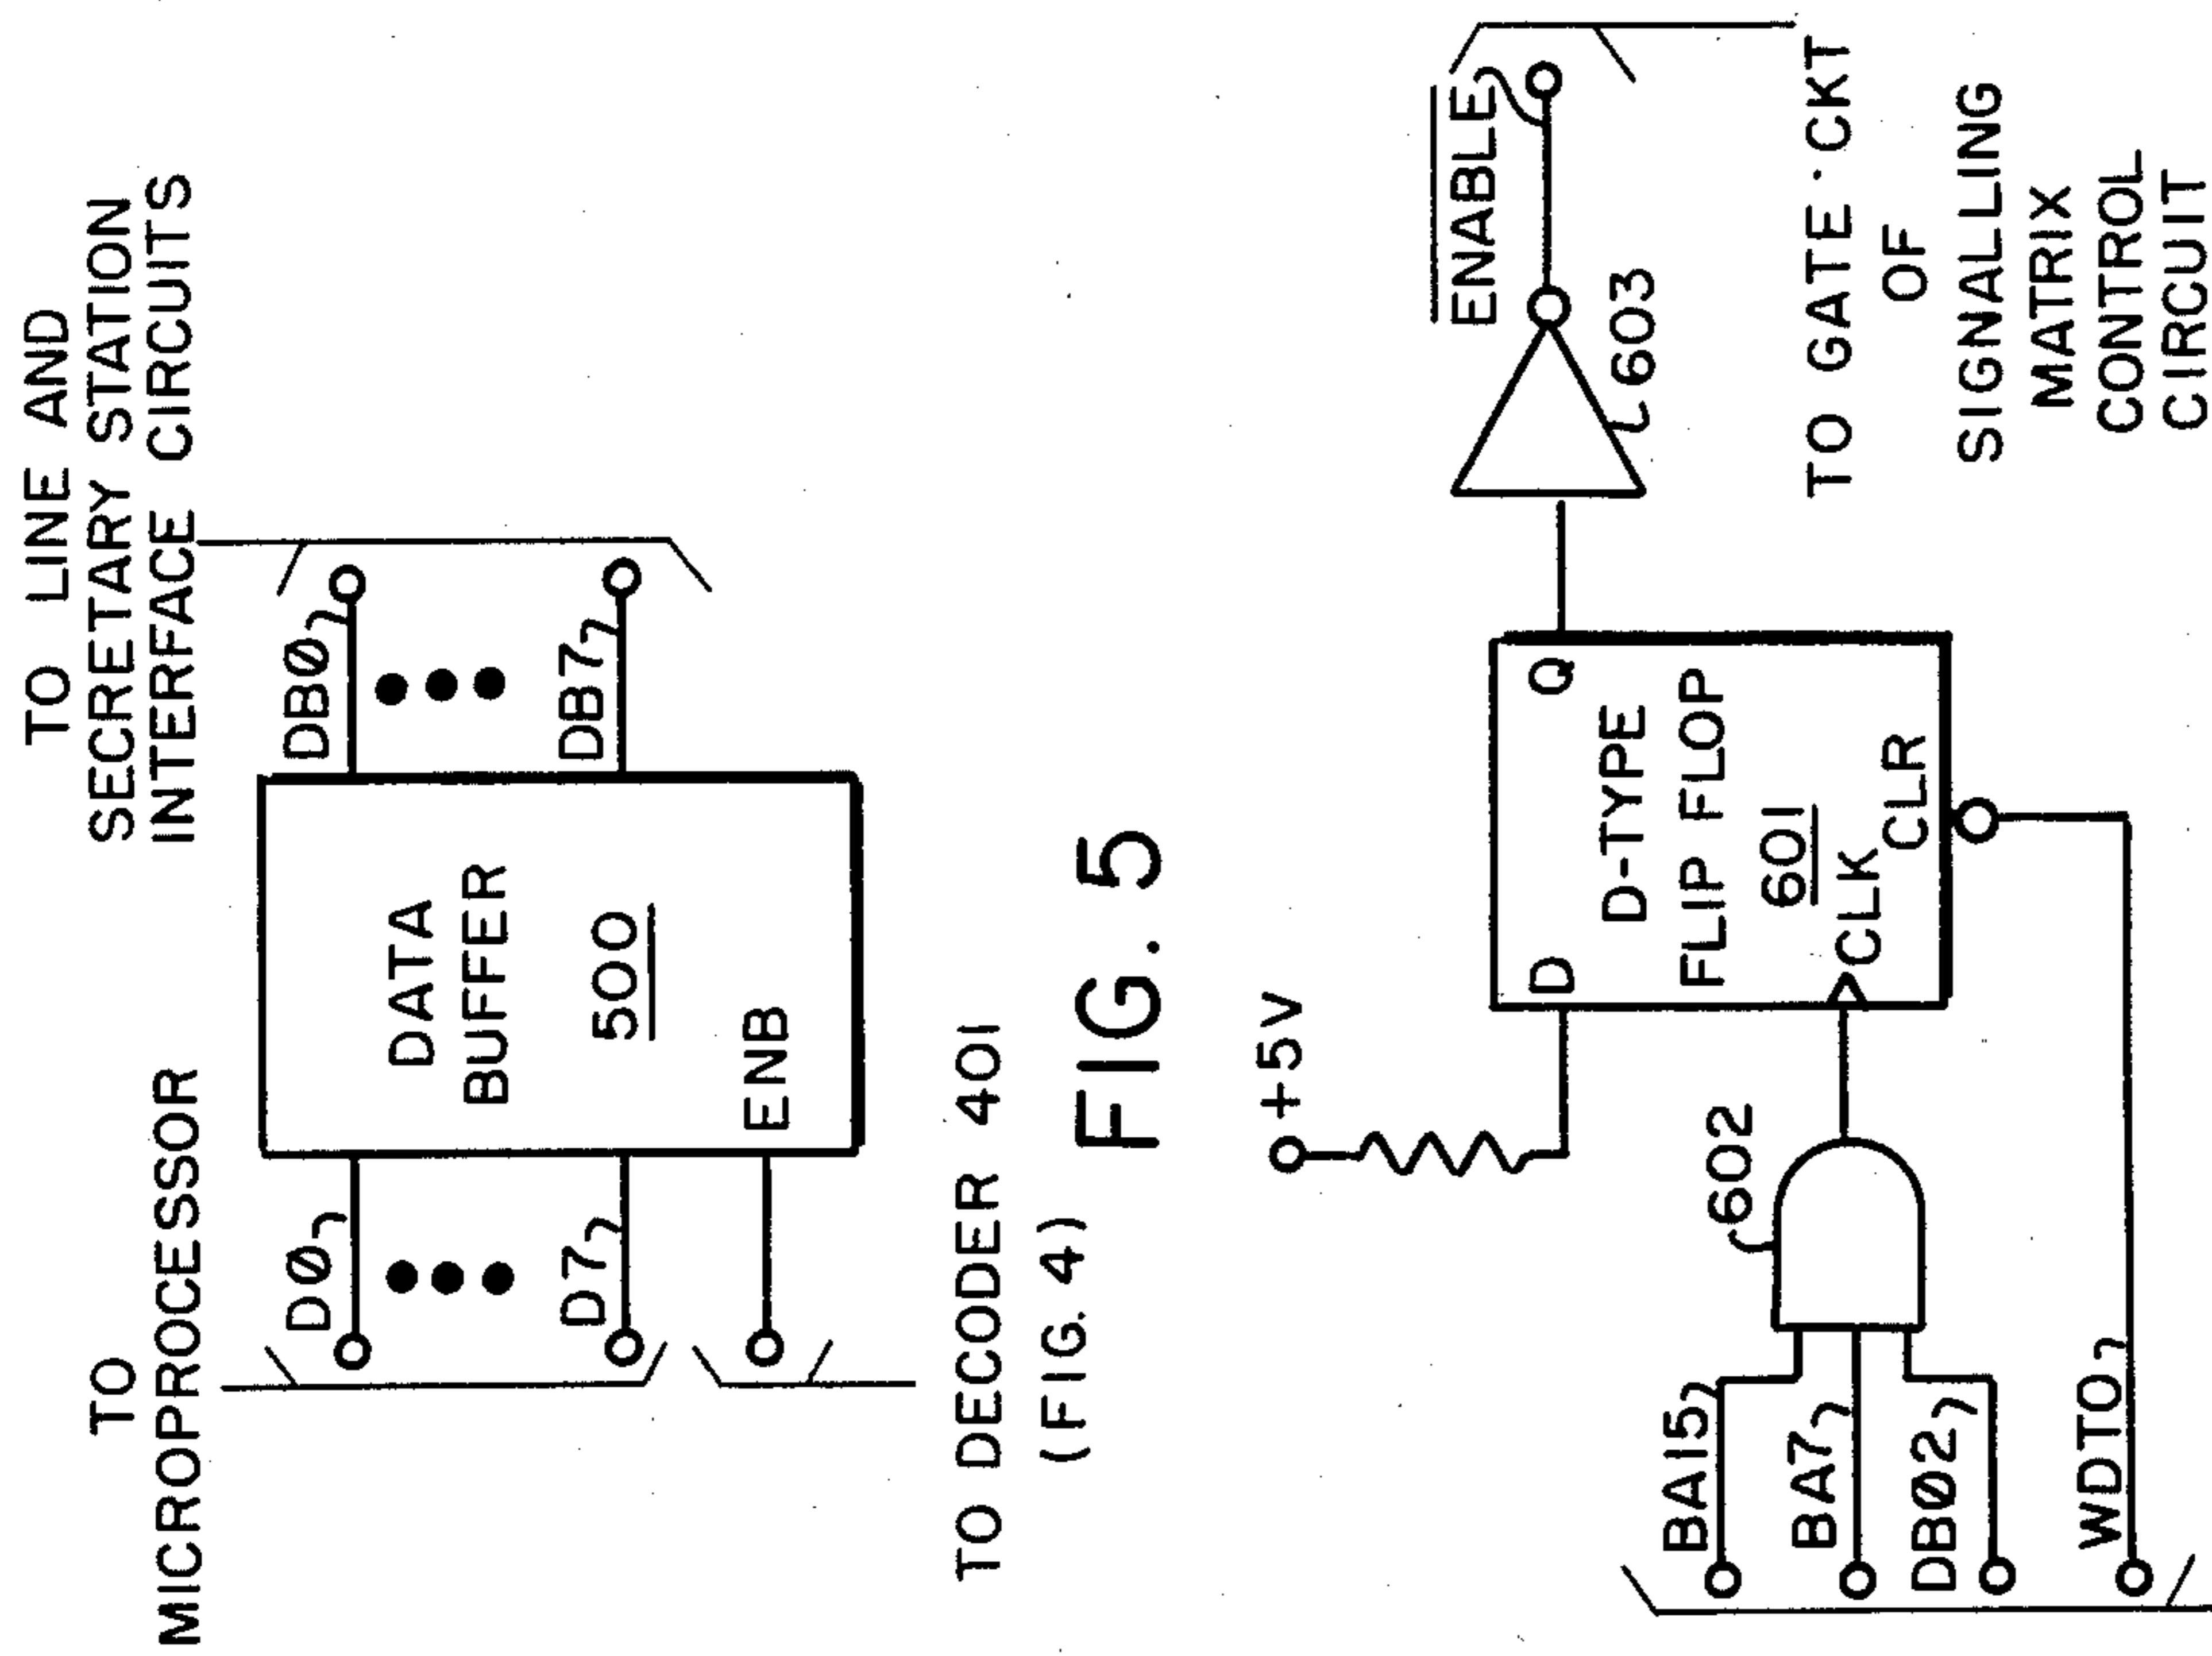 TO
MICROPROCESSOR
TO LINE AND
SECRETARY STATION
INTERFACE CIRCUITS
DØ
DBØ
DATA
BUFFER
D7
DB7
500
ENB
TO DECODER 401
(FIG. 4)
FIG. 5
+5V
ENABLE
D
Q
D-TYPE
FLIP FLOP
601
CLK
CLR
602
603
BA15
BA7
DBØ2
WDTO
TO GATE CKT
OF
SIGNALLING
MATRIX
CONTROL
CIRCUIT